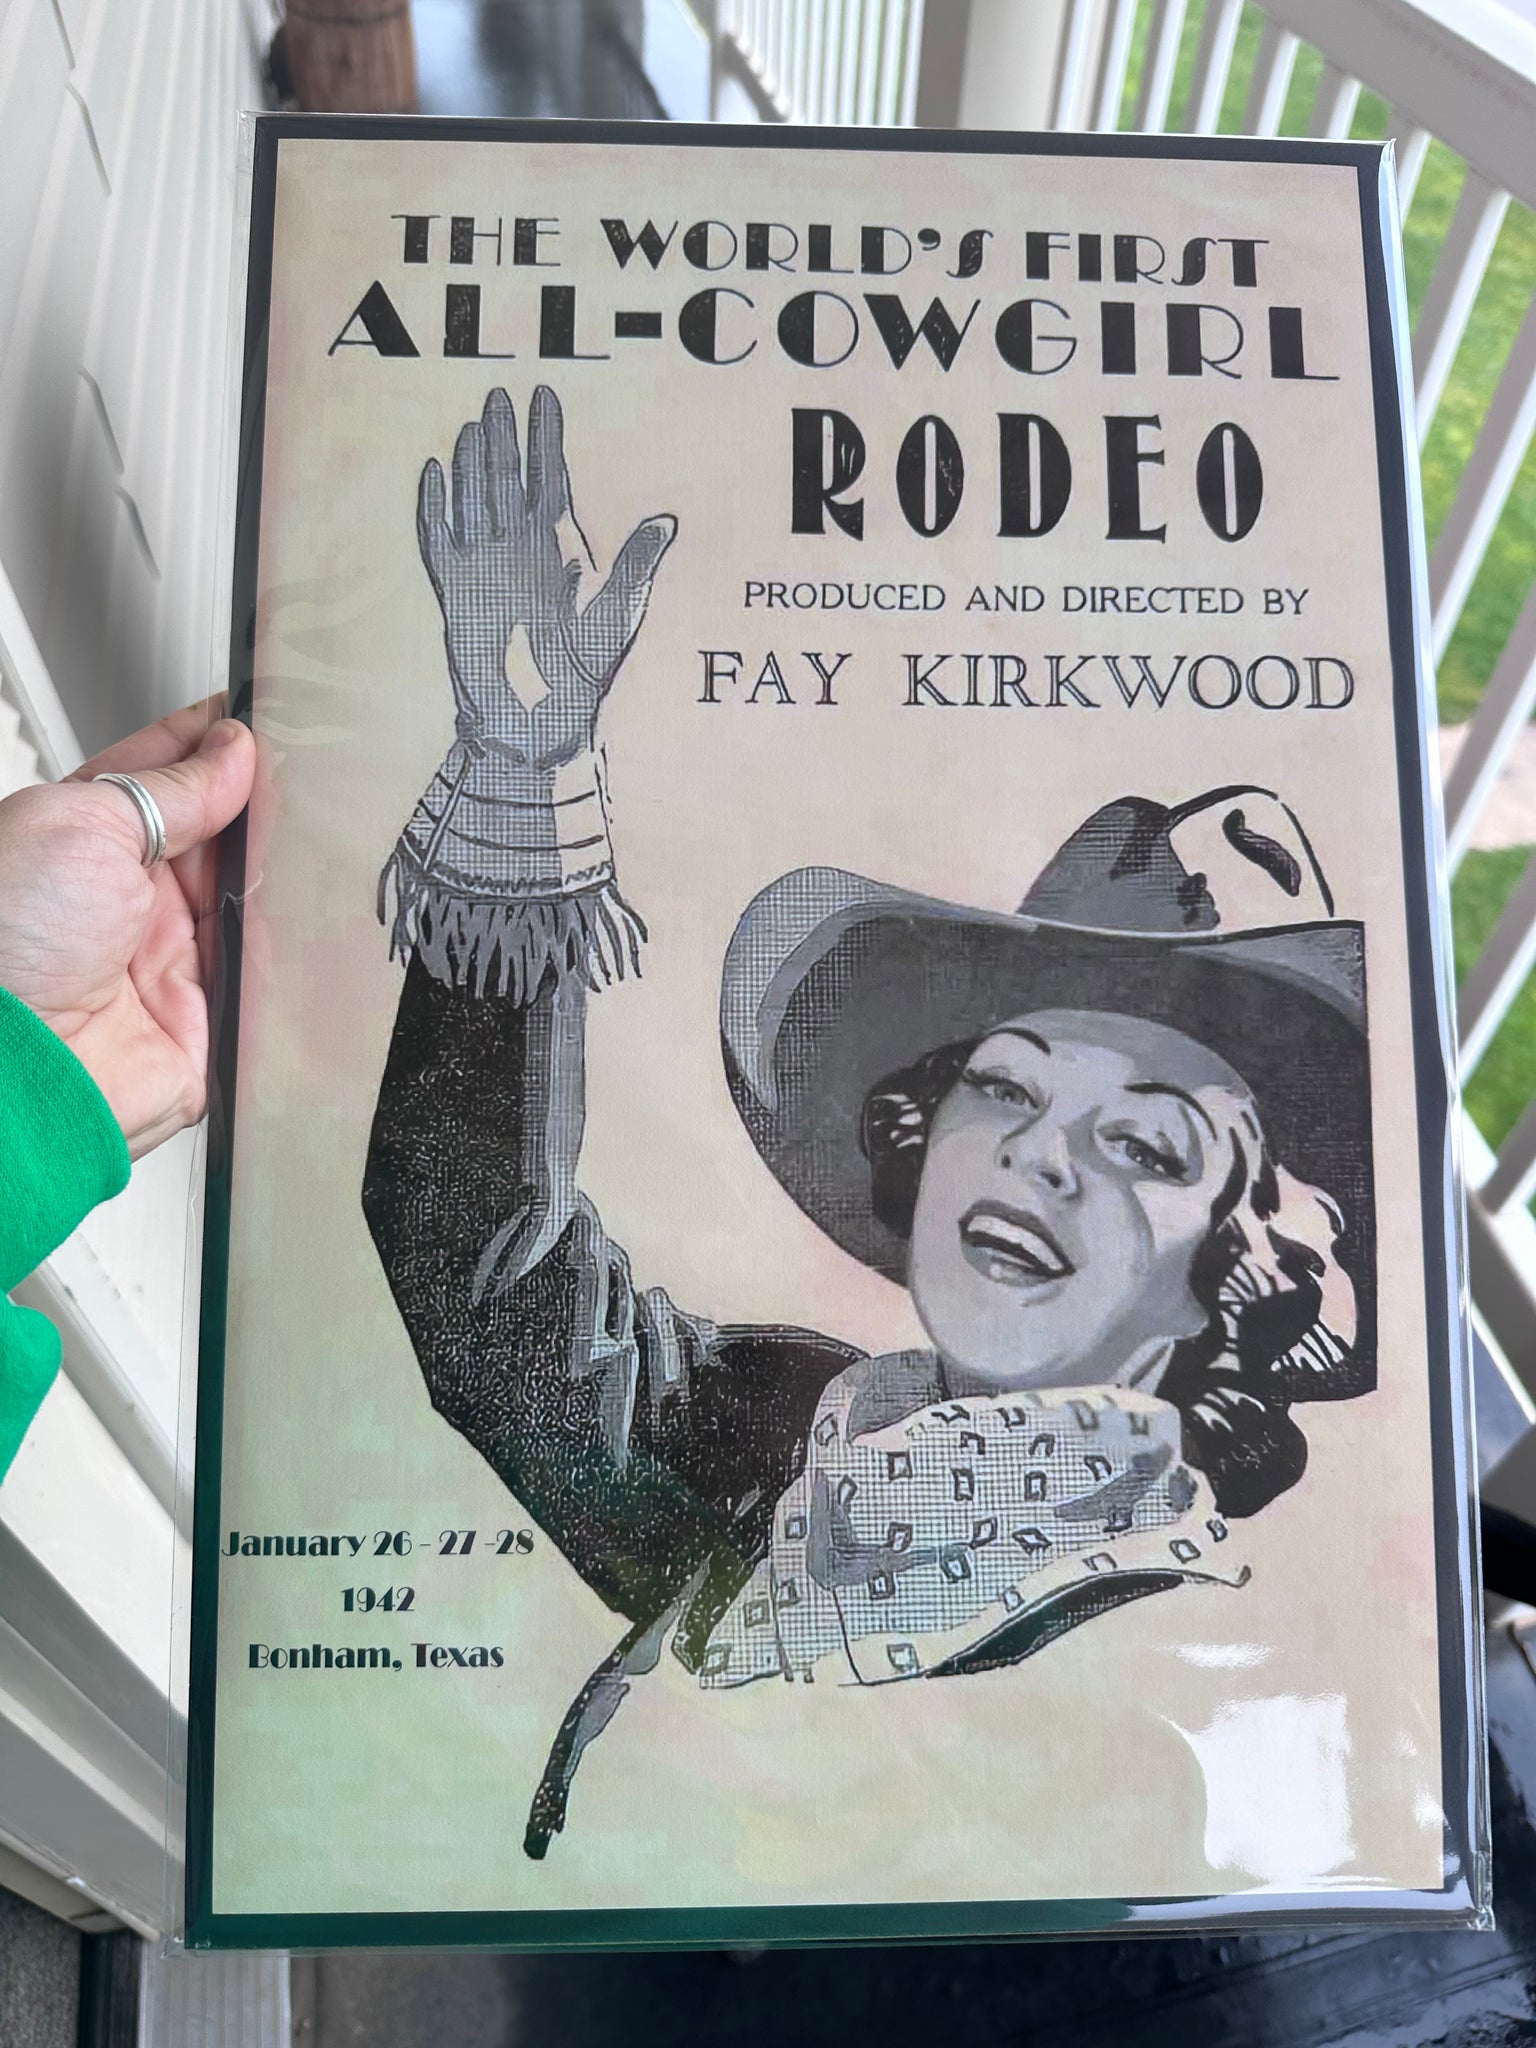 THE WORLD'S FIRST
ALL-COWGIRL
RODEO
PRODUCED AND DIRECTED BY
FAY KIRKWOOD
January 26 - 27 -28
1942
Bonham, Texas